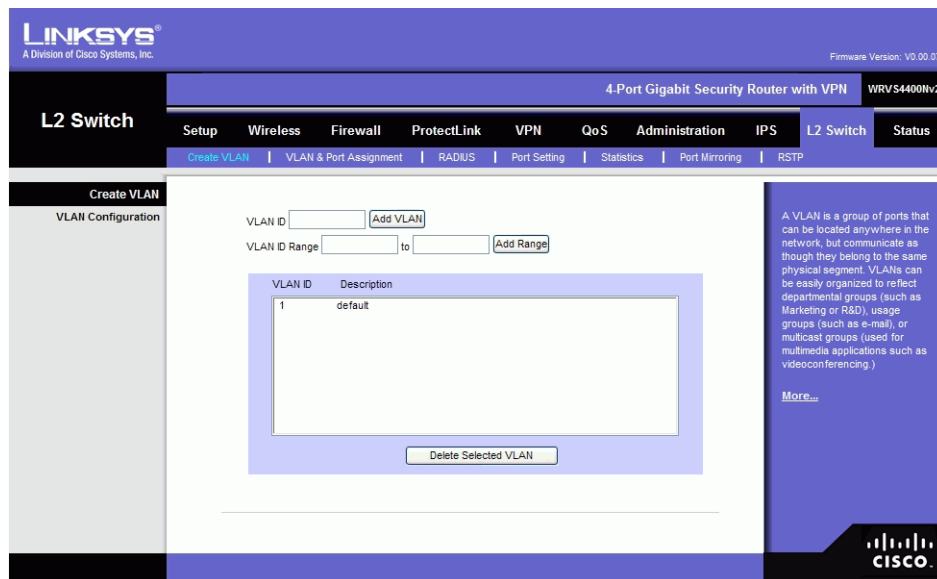 LINKSYS®
A Division of Cisco Systems, Inc.
Firmware Version: V0.00.0
4-Port Gigabit Security Router with VPN WRVS4400Nv2
L2 Switch
Setup Wireless Firewall ProtectLink VPN QoS Administration IPS L2 Switch Status
Create VLAN | VLAN & Port Assignment | RADIUS | Port Setting | Statistics | Port Mirroring | RSTP
Create VLAN
VLAN Configuration
VLAN ID Add VLAN
VLAN ID Range to Add Range
VLAN ID Description
1 default
Delete Selected VLAN
A VLAN is a group of ports that
can be located anywhere in the
network, but communicate as
though they belong to the same
physical segment. VLANs can
be easily organized to reflect
departmental groups (such as
Marketing or R&D), usage
groups (such as e-mail), or
multicast groups (used for
multimedia applications such as
videoconferencing.)
More...
CISCO.